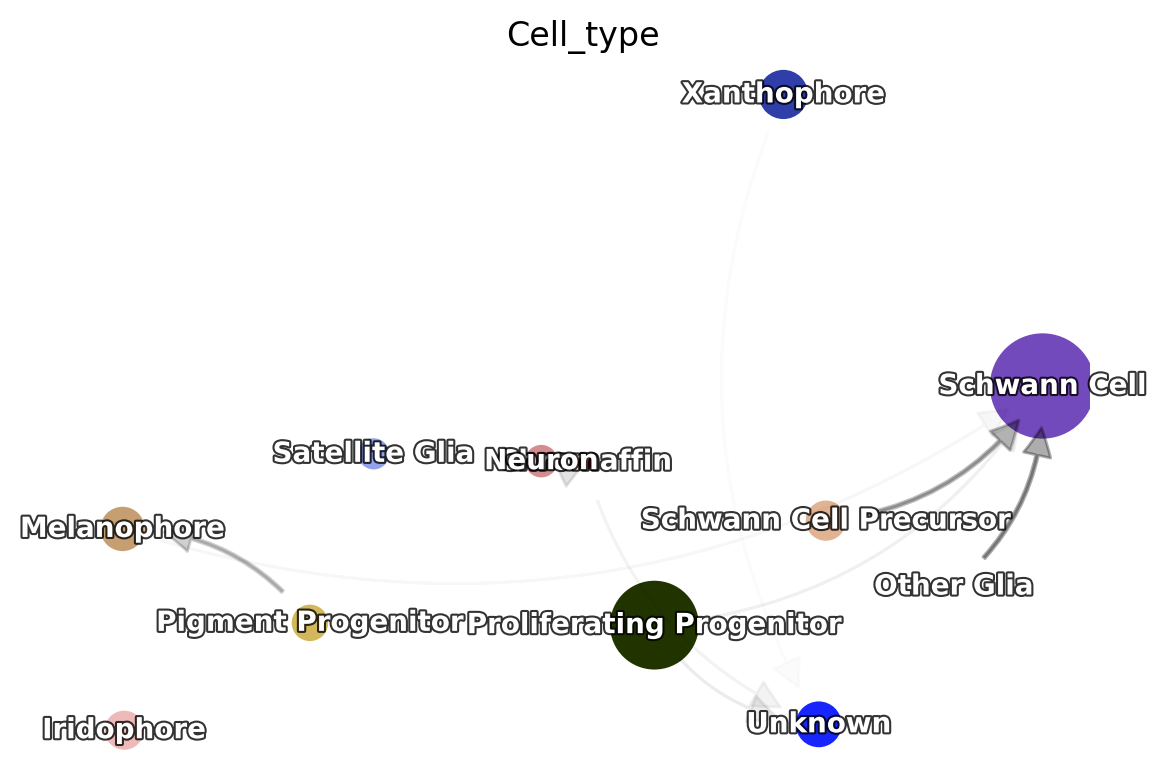 Cell_type
Xanthophore
Schwann Cell
Satellite Glia
Neuron
Schwann Cell Precursor
Melanophore
Other Glia
Pigment Progenitor
Proliferating Progenitor
Unknown
Iridophore